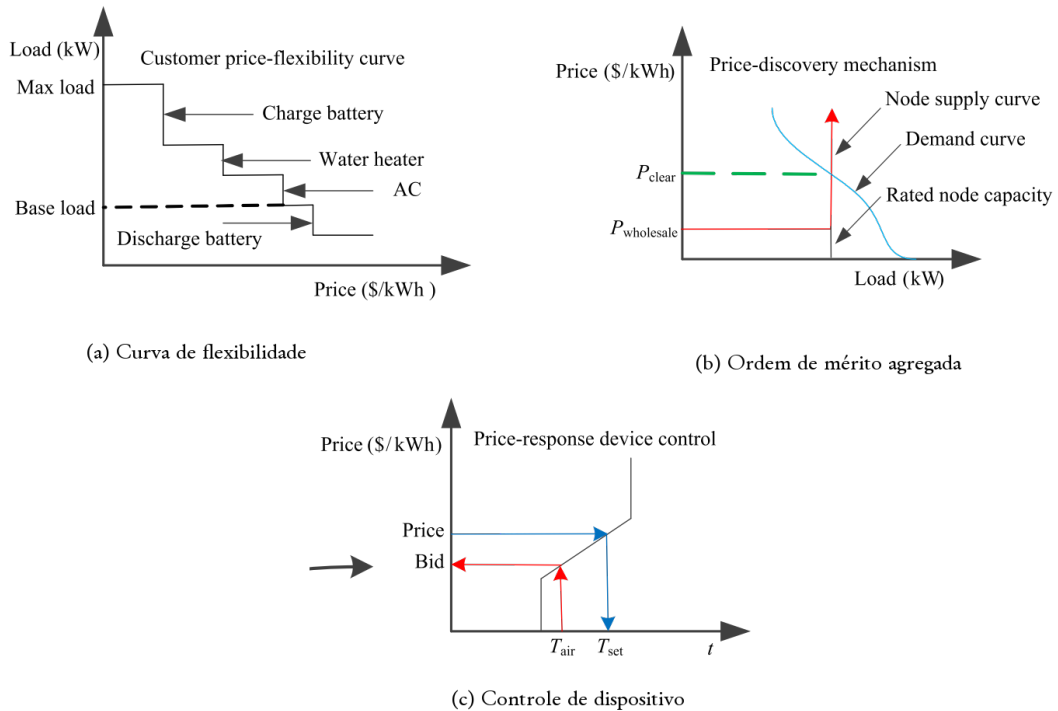 Load (kW)
Customer price-flexibility curve
Max load
Charge battery
Water heater
AC
Base load
Discharge battery
Price ($/kWh )
(a) Curva de flexibilidade
Price ($/kWh)
Price-discovery mechanism
Node supply curve
Demand curve
Pclear
Rated node capacity
Pwholesale
Load (kW)
(b) Ordem de mérito agregada
Price ($/kWh)
Price-response device control
Price
Bid
Tair
Tset
t
(c) Controle de dispositivo